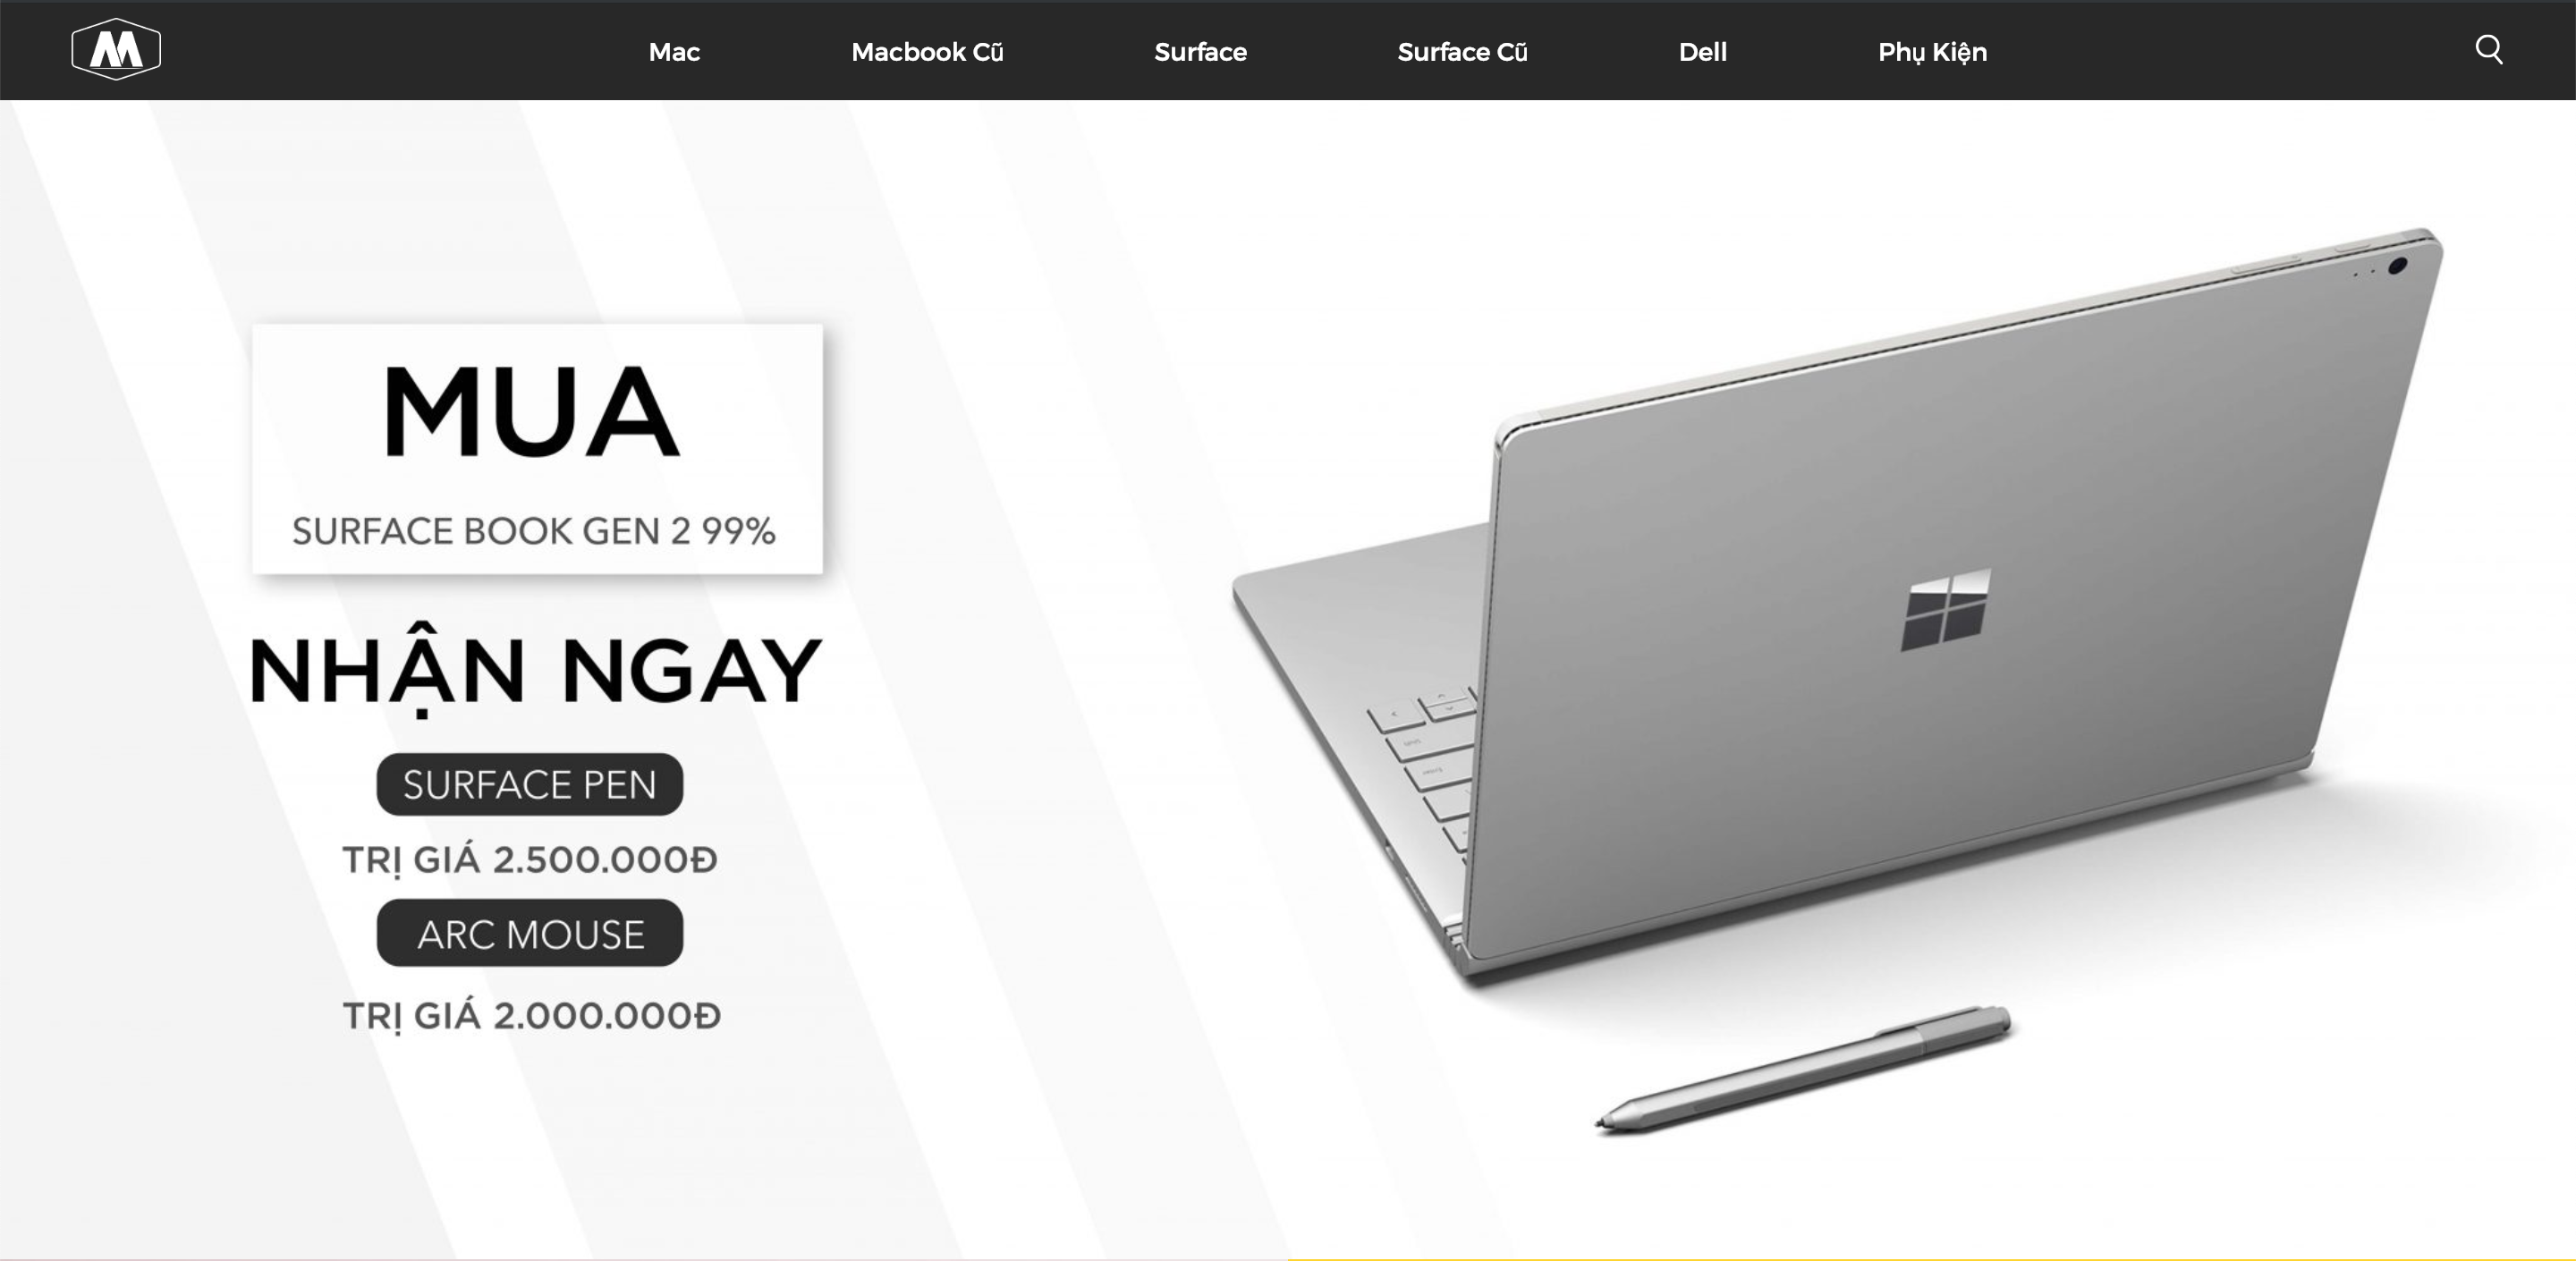 Mac Macbook Cũ Surface Surface Cũ Dell Phụ Kiện
MUA
SURFACE BOOK GEN 2 99%
NHẬN NGAY
SURFACE PEN
TRỊ GIÁ 2.500.000Đ
ARC MOUSE
TRỊ GIÁ 2.000.000Đ